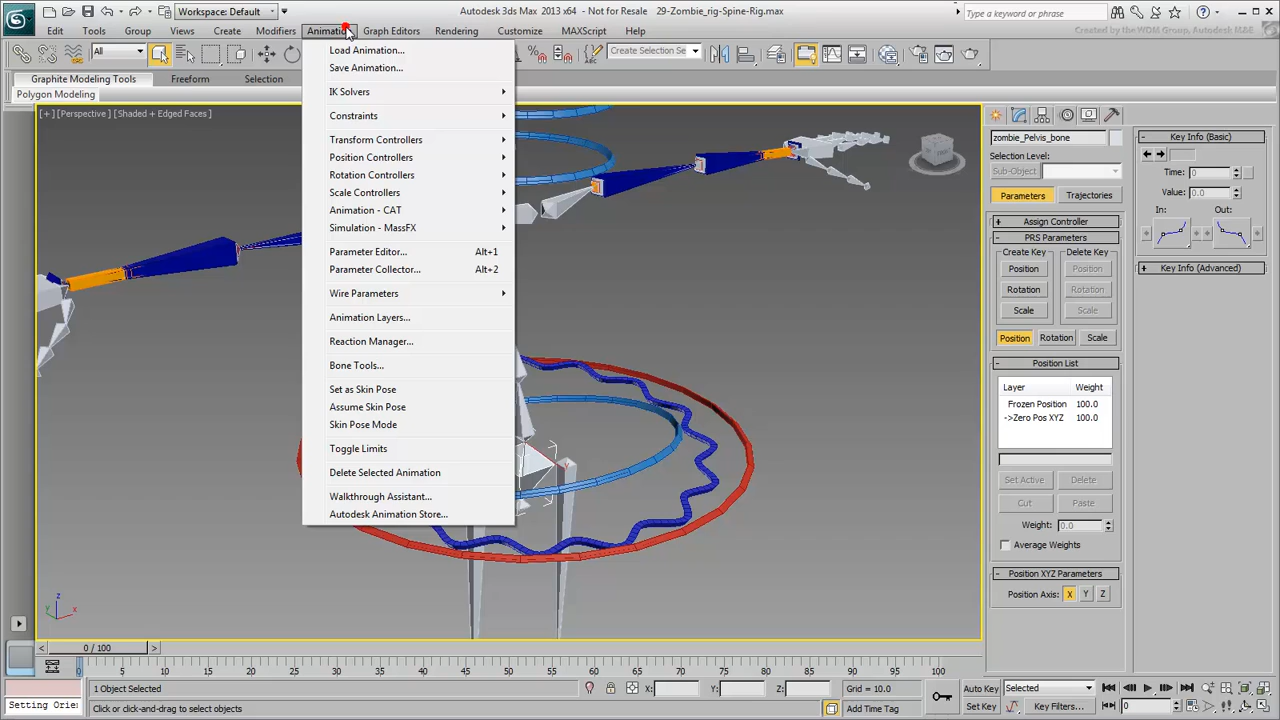 Workspace: Default
Autodesk 3ds Max 2013 x64 - Not for Resale 29-Zombie_rig-Spine-Rig.max
Type a keyword or phrase
Edit Tools Group Views Create Modifiers Animation Graph Editors Rendering Customize MAXScript Help
Created exclusively by
the WDM Group, Autodesk M&E
All
Create Selection Se
Graphite Modeling Tools Freeform Selection
Polygon Modeling
[+] [Perspective] [Shaded + Edged Faces]
Load Animation...
Save Animation...
IK Solvers
Constraints
Transform Controllers
Position Controllers
Rotation Controllers
Scale Controllers
Animation - CAT
Simulation - MassFX
Parameter Editor... Alt+1
Parameter Collector... Alt+2
Wire Parameters
Animation Layers...
Reaction Manager...
Bone Tools...
Set as Skin Pose
Assume Skin Pose
Skin Pose Mode
Toggle Limits
Delete Selected Animation
Walkthrough Assistant...
Autodesk Animation Store...
zombie_Pelvis_bone
Selection Level:
Sub-Object
Parameters Trajectories
+ Assign Controller
- PRS Parameters
Create Key Delete Key
Position Position
Rotation Rotation
Scale Scale
Position Rotation Scale
- Position List
Layer Weight
Frozen Position 100.0
->Zero Pos XYZ 100.0
Set Active Delete
Cut Paste
Weight: 0.0
Average Weights
- Position XYZ Parameters
Position Axis: X Y Z
- Key Info (Basic)
Time: 0
Value: 0.0
In: Out:
+ Key Info (Advanced)
z
y x
< 0 / 100 >
0 15 20 25 30 35 40 45 50 55 60 65 70 75 80 85 90 95 100
1 Object Selected
X: Y: Z: Grid = 10.0
Auto Key Selected
Setting Orie
Click or click-and-drag to select objects
Add Time Tag
Set Key Key Filters... 0